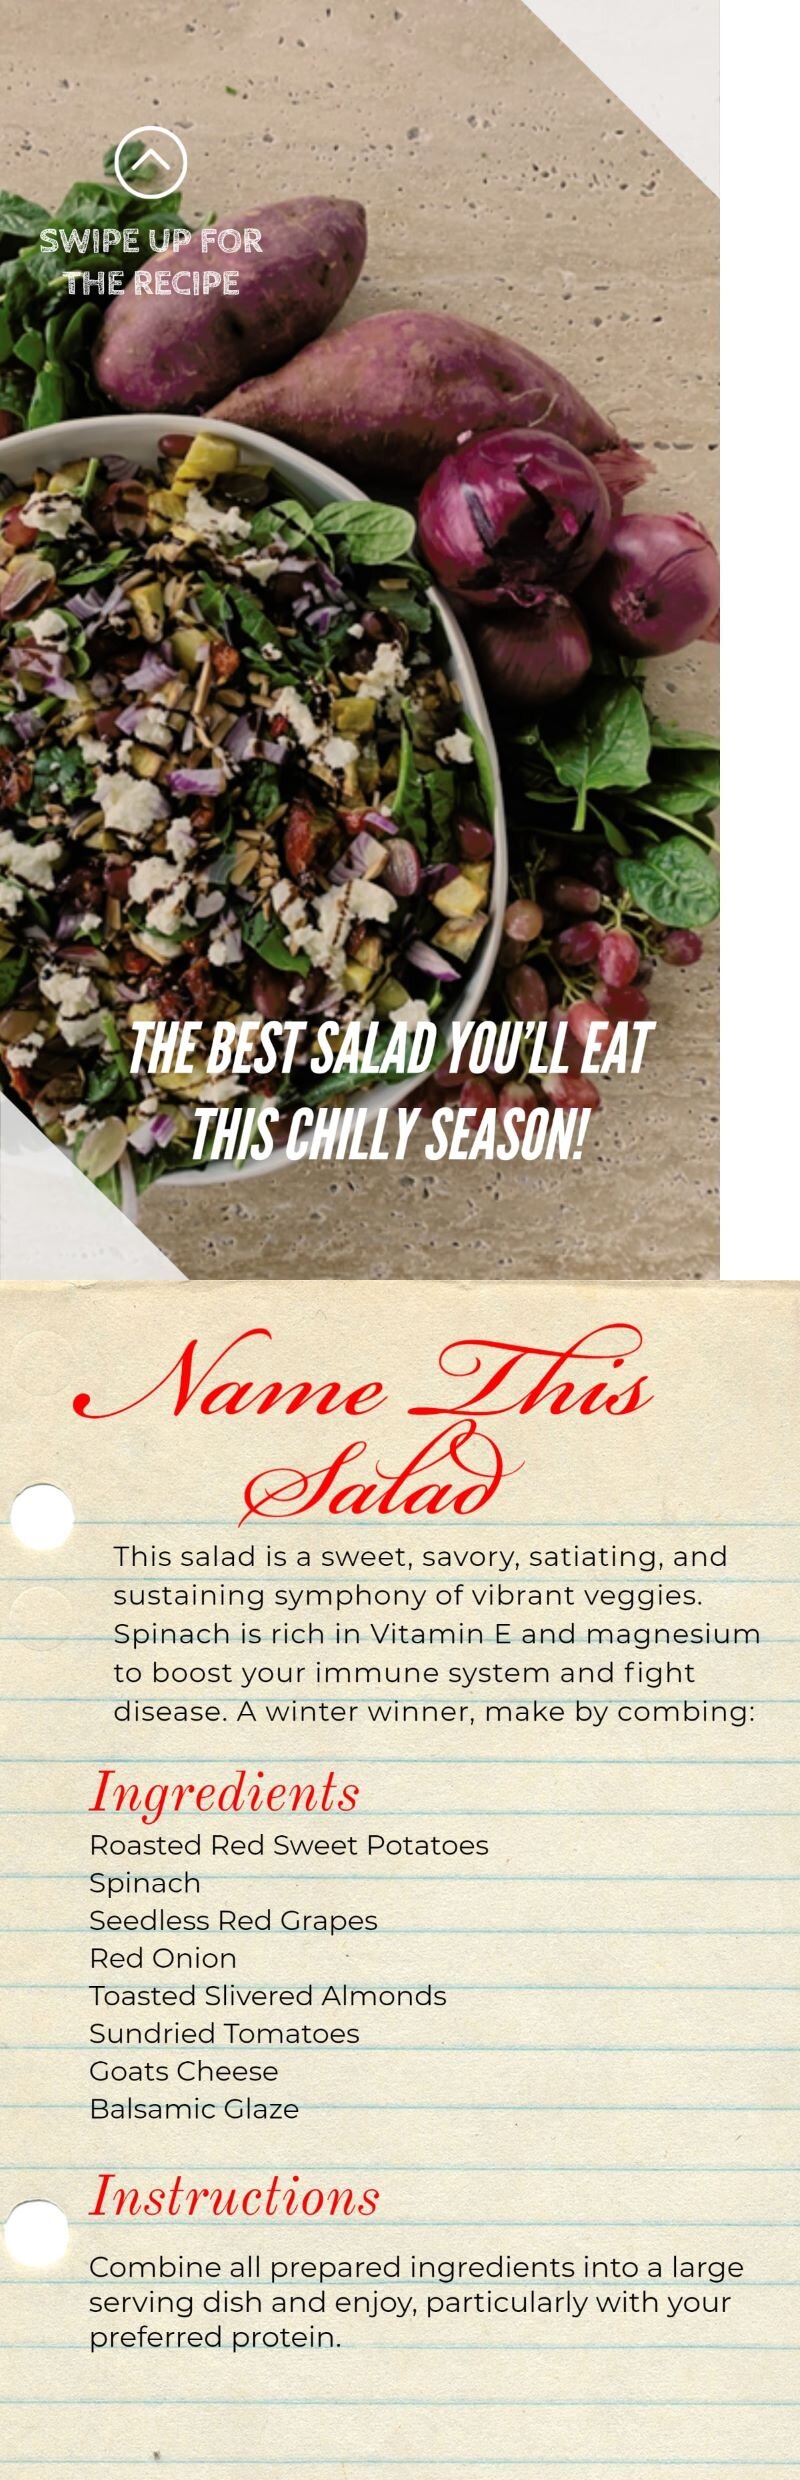 SWIPE UP FOR
THE RECIPE
THE BEST SALAD YOU'LL EAT
THIS CHILLY SEASON!
Name This
Salad
This salad is a sweet, savory, satiating, and
sustaining symphony of vibrant veggies.
Spinach is rich in Vitamin E and magnesium
to boost your immune system and fight
disease. A winter winner, make by combing:
Ingredients
Roasted Red Sweet Potatoes
Spinach
Seedless Red Grapes
Red Onion
Toasted Slivered Almonds
Sundried Tomatoes
Goats Cheese
Balsamic Glaze
Instructions
Combine all prepared ingredients into a large
serving dish and enjoy, particularly with your
preferred protein.